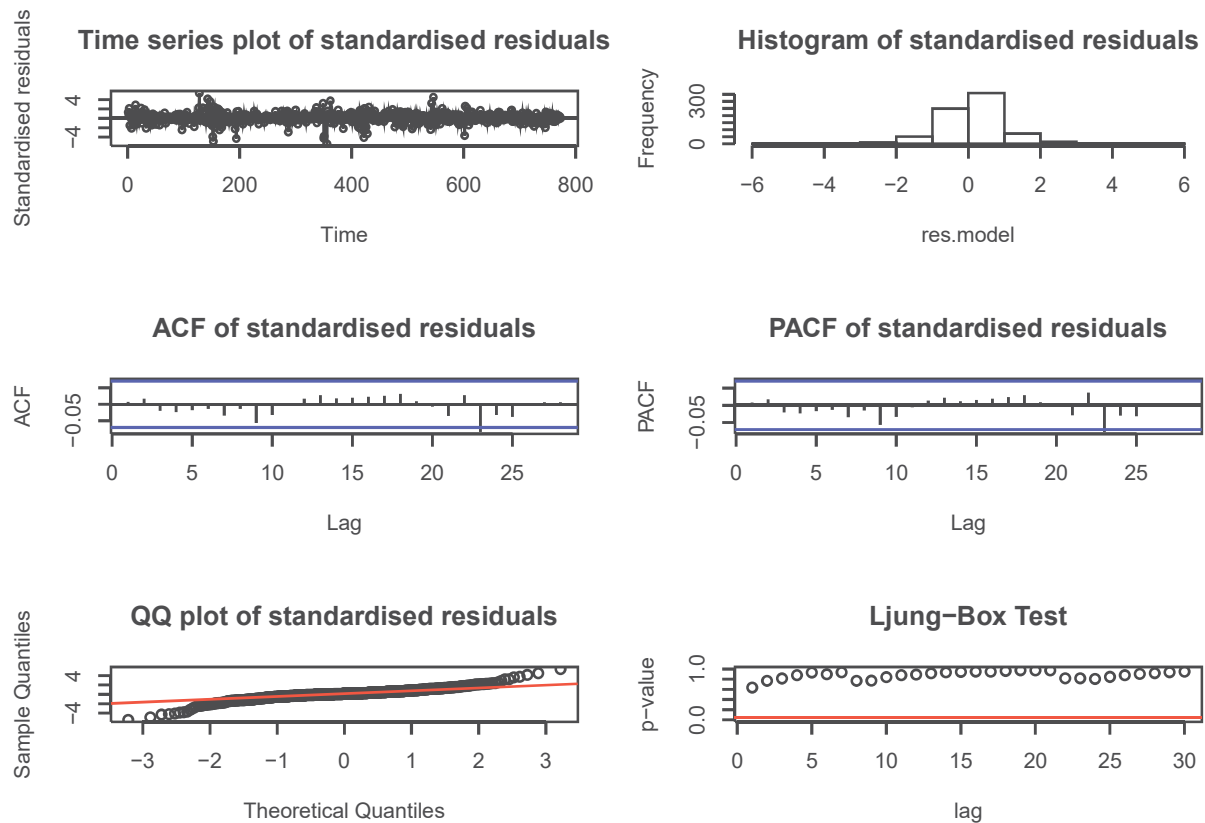 Time series plot of standardised residuals
Standardised residuals
4
−4
0 200 400 600 800
Time
Histogram of standardised residuals
Frequency
300
0
−6 −4 −2 0 2 4 6
res.model
ACF of standardised residuals
ACF
−0.05
0 5 10 15 20 25
Lag
PACF of standardised residuals
PACF
−0.05
0 5 10 15 20 25
Lag
QQ plot of standardised residuals
Sample Quantiles
4
−4
−3 −2 −1 0 1 2 3
Theoretical Quantiles
Ljung−Box Test
p−value
1.0
0.0
0 5 10 15 20 25 30
lag